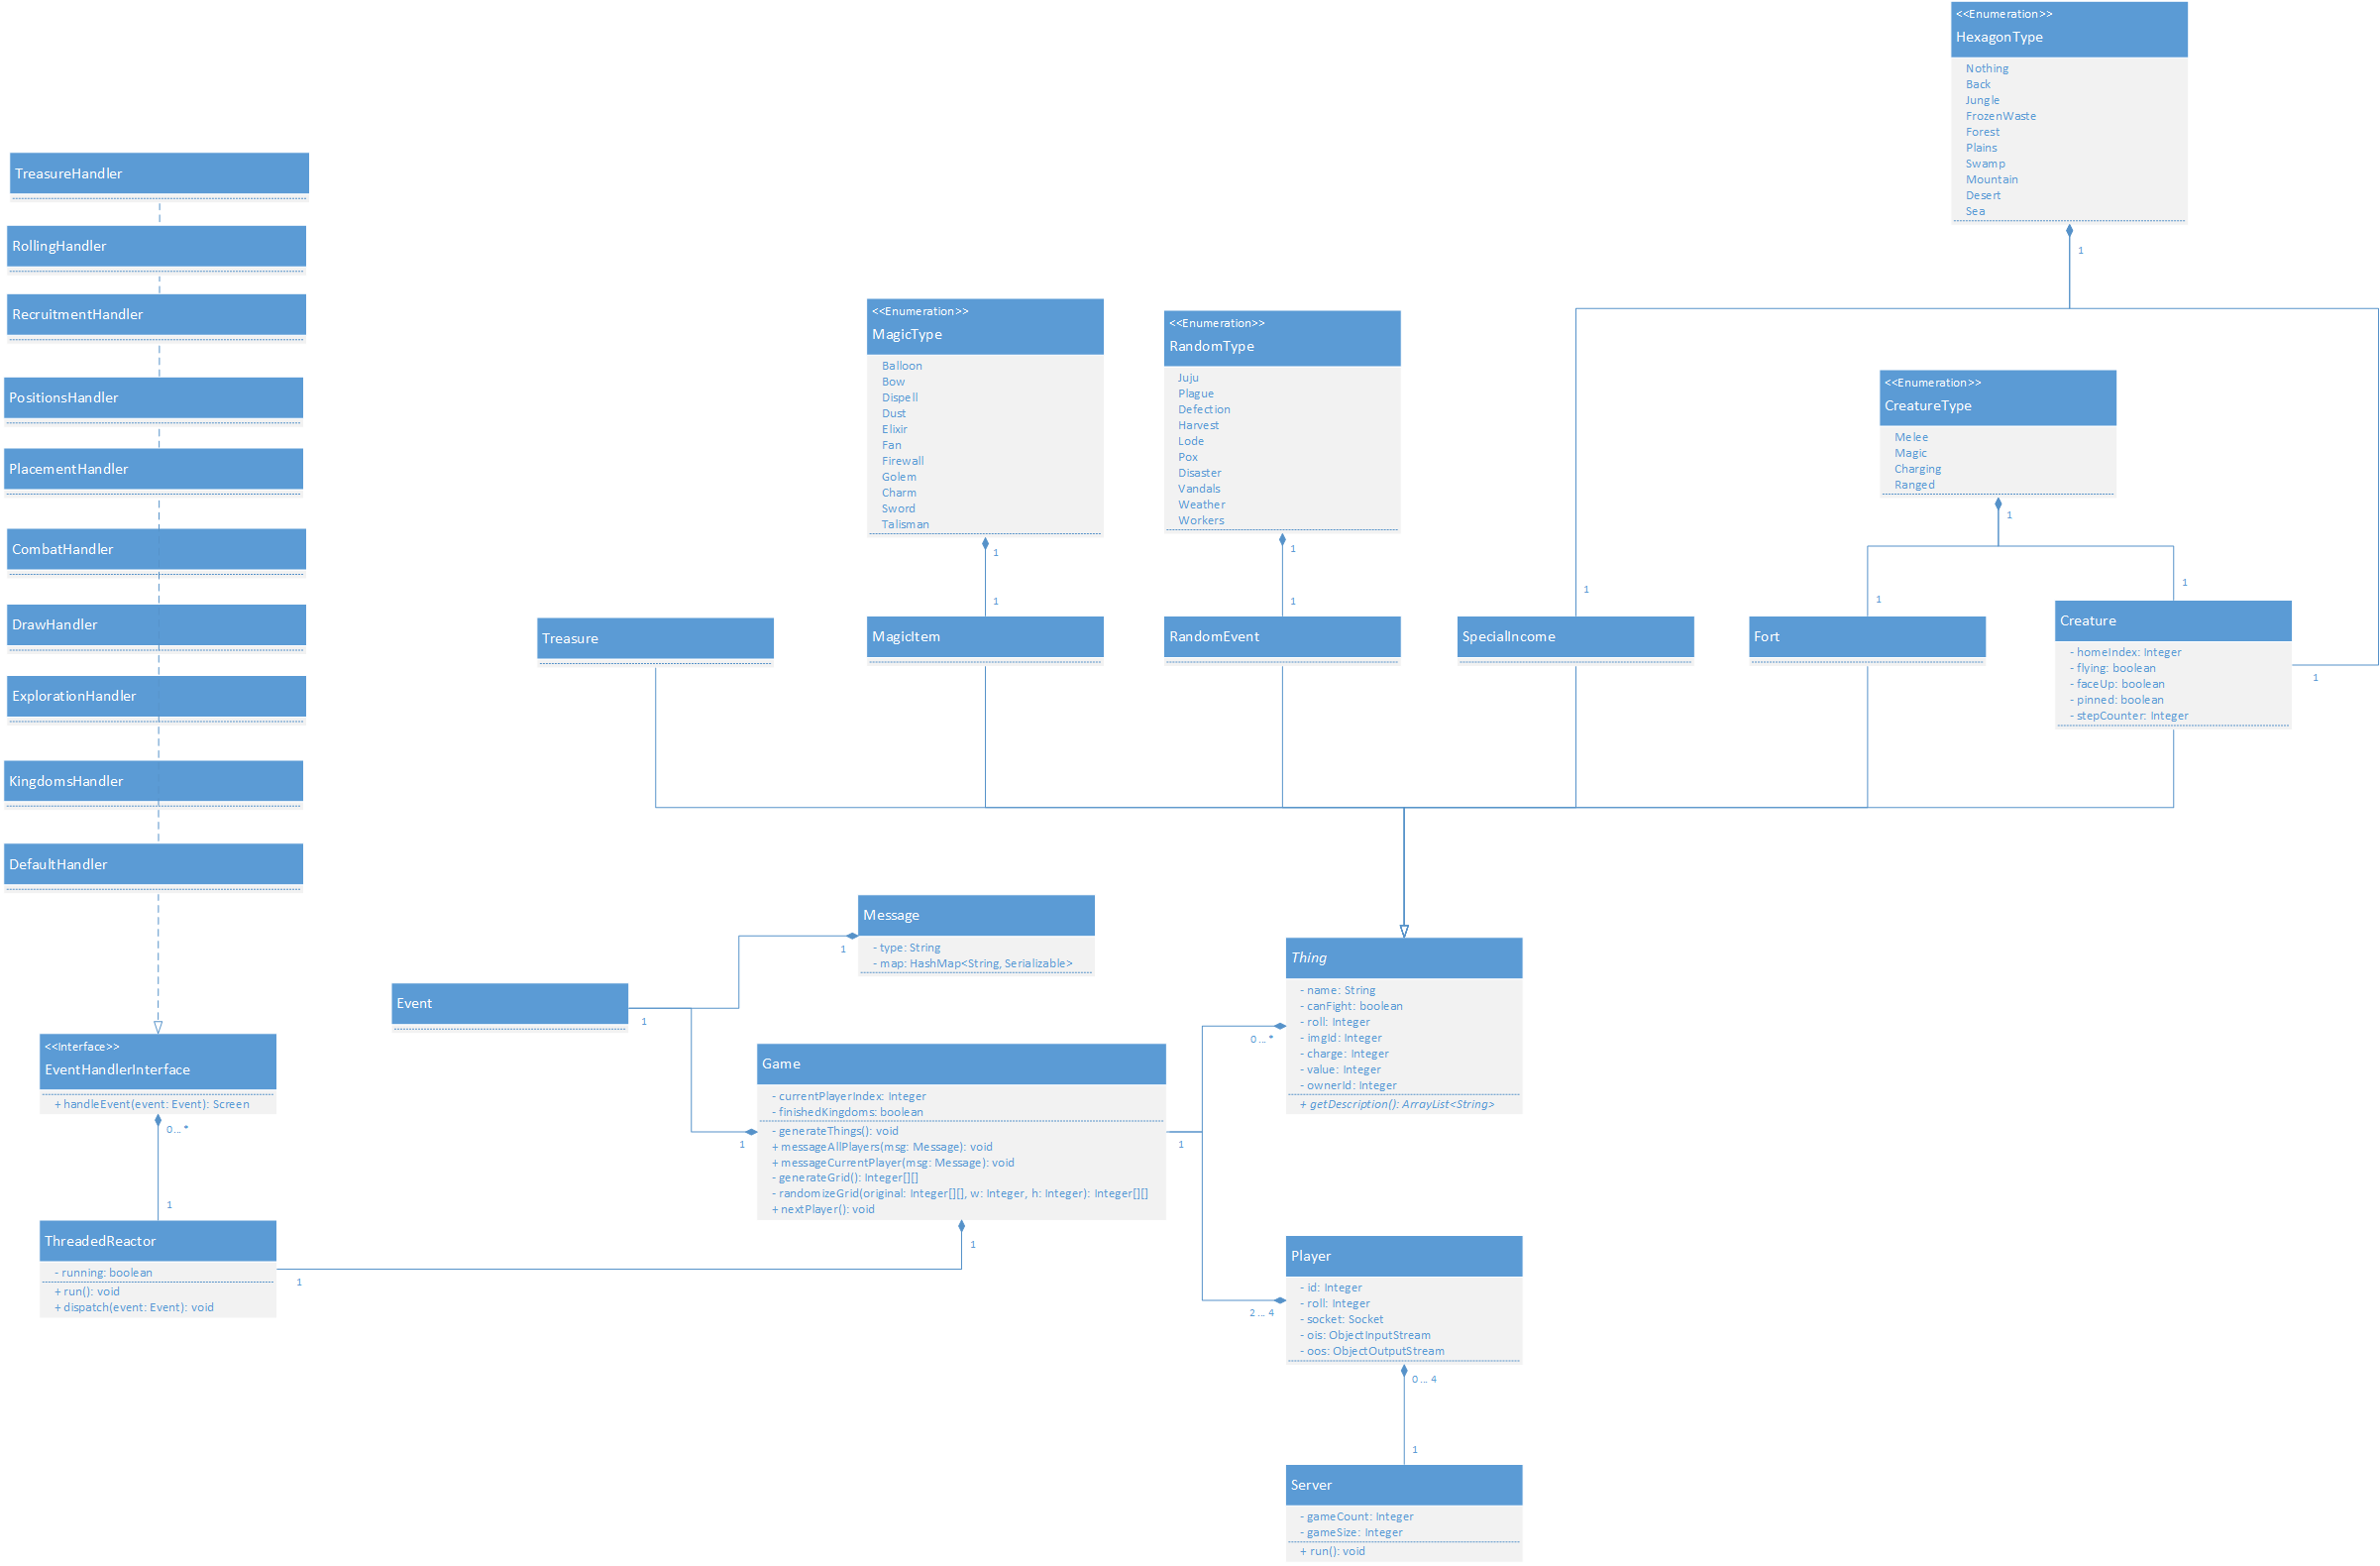 <<Enumeration>>
HexagonType
Nothing
Back
Jungle
FrozenWaste
Forest
Plains
Swamp
Mountain
Desert
Sea
1
TreasureHandler
RollingHandler
RecruitmentHandler
PositionsHandler
PlacementHandler
CombatHandler
DrawHandler
ExplorationHandler
KingdomsHandler
DefaultHandler
<<Enumeration>>
MagicType
Balloon
Bow
Dispell
Dust
Elixir
Fan
Firewall
Golem
Charm
Sword
Talisman
1
1
<<Enumeration>>
RandomType
Juju
Plague
Defection
Harvest
Lode
Pox
Disaster
Vandals
Weather
Workers
1
1
<<Enumeration>>
CreatureType
Melee
Magic
Charging
Ranged
1
1
1
1
Treasure
MagicItem
RandomEvent
SpecialIncome
Fort
Creature
- homeIndex: Integer
- flying: boolean
- faceUp: boolean
- pinned: boolean
- stepCounter: Integer
1
Message
- type: String
- map: HashMap<String, Serializable>
1
Event
1
Thing
- name: String
- canFight: boolean
- roll: Integer
- imgId: Integer
- charge: Integer
- value: Integer
- ownerId: Integer
+ getDescription(): ArrayList<String>
0 ... *
<<Interface>>
EventHandlerInterface
+ handleEvent(event: Event): Screen
0 ... *
1
Game
- currentPlayerIndex: Integer
- finishedKingdoms: boolean
- generateThings(): void
+ messageAllPlayers(msg: Message): void
+ messageCurrentPlayer(msg: Message): void
- generateGrid(): Integer[][]
- randomizeGrid(original: Integer[][], w: Integer, h: Integer): Integer[][]
+ nextPlayer(): void
1
1
1
ThreadedReactor
- running: boolean
+ run(): void
+ dispatch(event: Event): void
1
Player
- id: Integer
- roll: Integer
- socket: Socket
- ois: ObjectInputStream
- oos: ObjectOutputStream
2 ... 4
0 ... 4
1
Server
- gameCount: Integer
- gameSize: Integer
+ run(): void